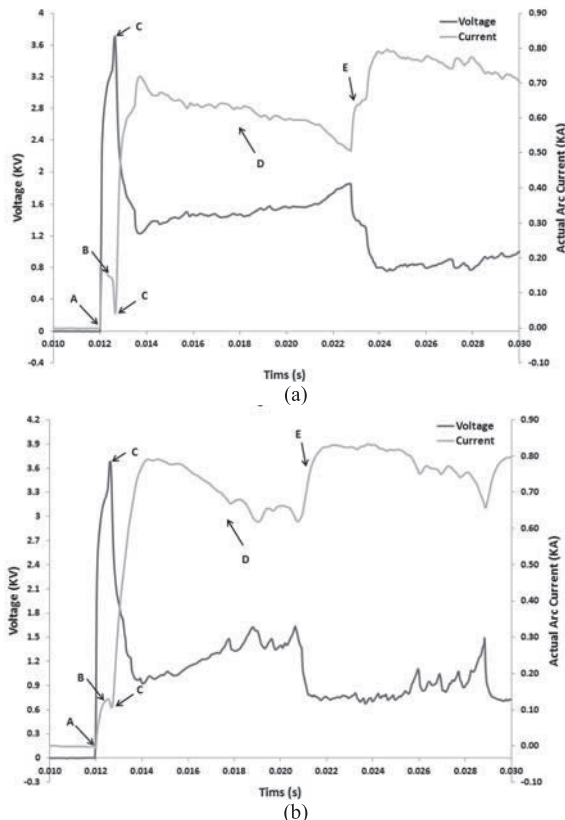 4
3.6
3.2
2.8
2.4
2
1.6
1.2
0.8
0.4
0
-0.4
Voltage (KV)
0.90
0.80
0.70
0.60
0.50
0.40
0.30
0.20
0.10
0.00
-0.10
Actual Arc Current (KA)
Voltage
Current
A
B
C
C
D
E
0.010 0.012 0.014 0.016 0.018 0.020 0.022 0.024 0.026 0.028 0.030
Tims (s)
(a)
4.2
3.9
3.6
3.3
3
2.7
2.4
2.1
1.8
1.5
1.2
0.9
0.6
0.3
0
-0.3
Voltage (KV)
0.90
0.80
0.70
0.60
0.50
0.40
0.30
0.20
0.10
0.00
-0.10
Actual Arc Current (KA)
Voltage
Current
A
B
C
C
D
E
0.010 0.012 0.014 0.016 0.018 0.020 0.022 0.024 0.026 0.028 0.030
Tims (s)
(b)